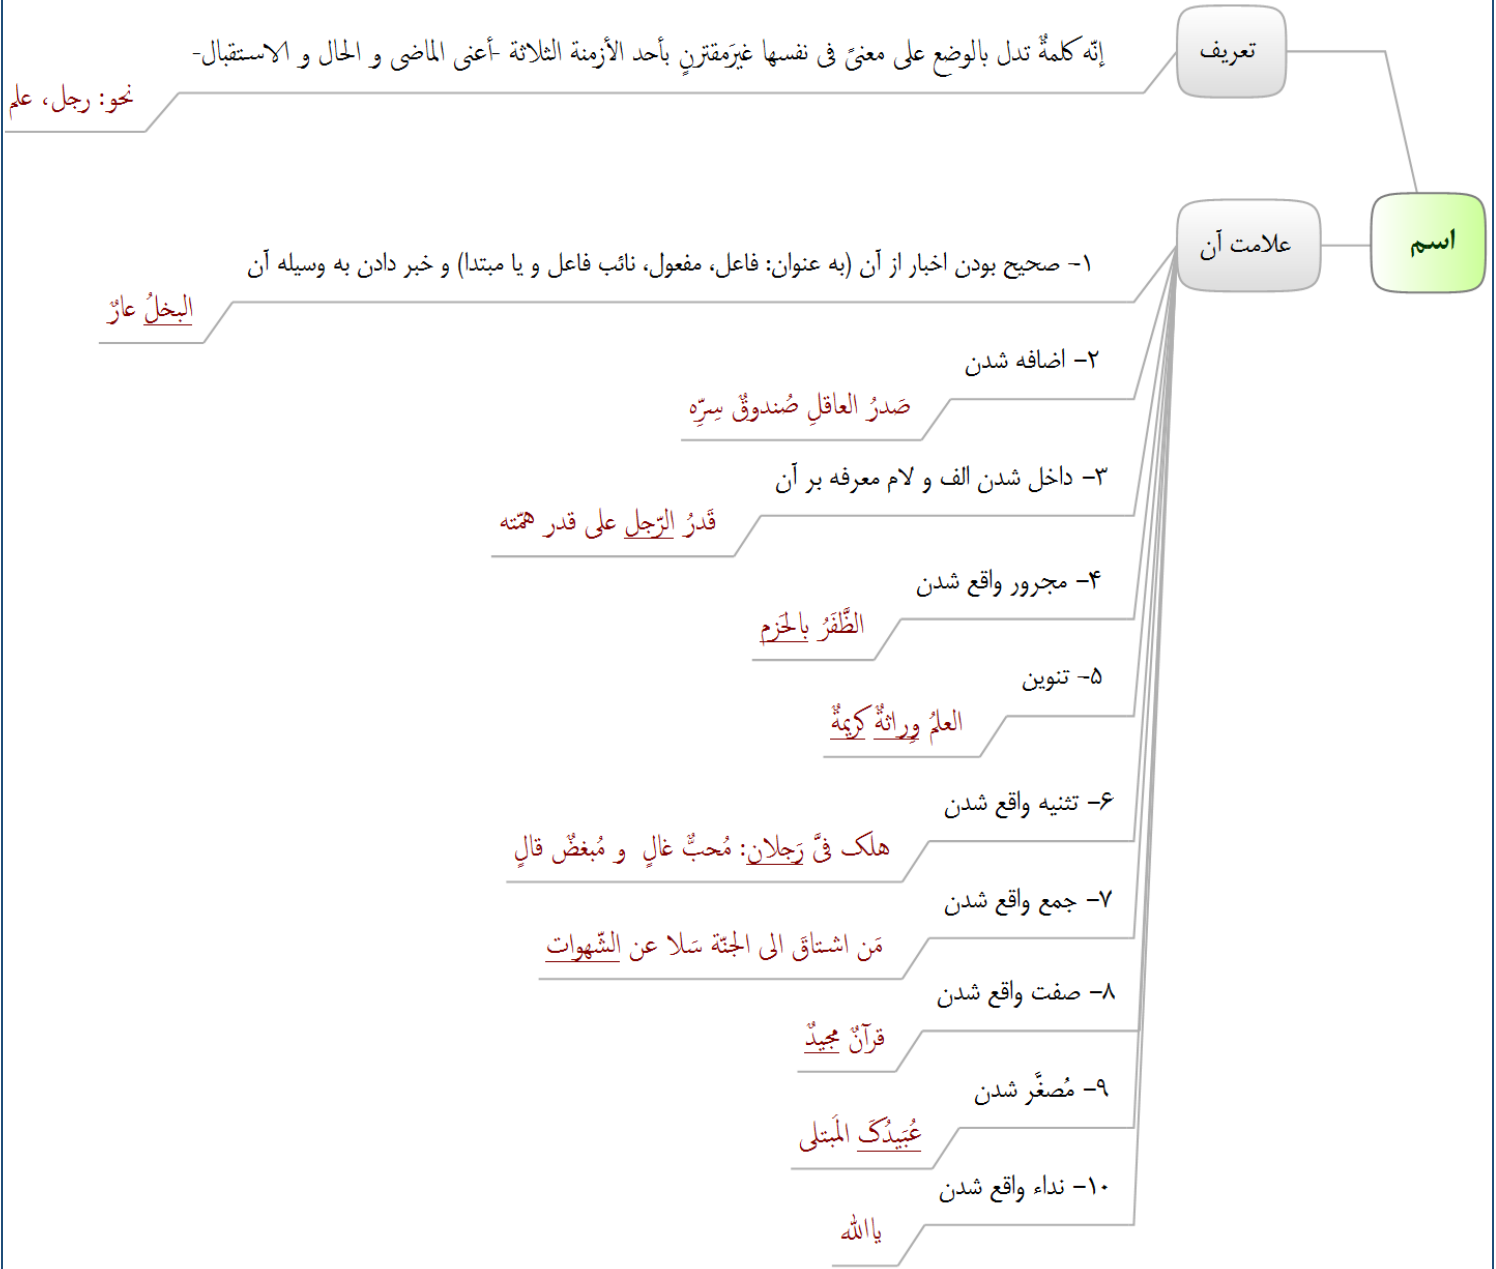 اسم
تعریف
إنّه کلمةٌ تدل بالوضع علی معنیً فی نفسها غیرَمقترنٍ بأحد الأزمنة الثلاثة -أعنی الماضی و الحال و الاستقبال-
نحو: رجل، علم
علامت آن
۱- صحیح بودن اخبار از آن (به عنوان: فاعل، مفعول، نائب فاعل و یا مبتدا) و خبر دادن به وسیله آن
البخلُ عارٌ
۲- اضافه شدن
صَدرُ العاقلِ صُندوقٌ سِرِّه
۳- داخل شدن الف و لام معرفه بر آن
قَدرُ الرّجلِ علی قدر همّته
۴- مجرور واقع شدن
الظَّفَرُ بالحَزم
۵- تنوین
العلمُ وِراثةٌ کریمةٌ
۶- تثنیه واقع شدن
هلَک فیَّ رَجلان: مُحبٌّ غالٍ و مُبغضٌ قالٍ
۷- جمع واقع شدن
مَن اشتاقَ الی الجنّة سَلا عن الشّهوات
۸- صفت واقع شدن
قرآنٌ مجیدٌ
۹- مُصغَّر شدن
عُبَیدُکَ المَبتلی
۱۰- نداء واقع شدن
یاالله